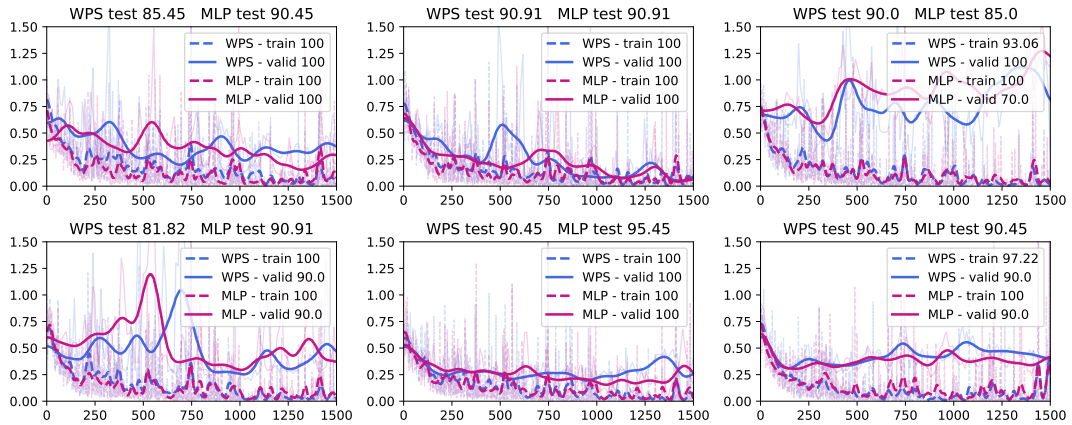 WPS test 85.45 MLP test 90.45
1.50
1.25
1.00
0.75
0.50
0.25
0.00
0 250 500 750 1000 1250 1500
WPS - train 100
WPS - valid 100
MLP - train 100
MLP - valid 100
WPS test 90.91 MLP test 90.91
1.50
1.25
1.00
0.75
0.50
0.25
0.00
0 250 500 750 1000 1250 1500
WPS - train 100
WPS - valid 100
MLP - train 100
MLP - valid 100
WPS test 90.0 MLP test 85.0
1.50
1.25
1.00
0.75
0.50
0.25
0.00
0 250 500 750 1000 1250 1500
WPS - train 93.06
WPS - valid 100
MLP - train 100
MLP - valid 70.0
WPS test 81.82 MLP test 90.91
1.50
1.25
1.00
0.75
0.50
0.25
0.00
0 250 500 750 1000 1250 1500
WPS - train 100
WPS - valid 90.0
MLP - train 100
MLP - valid 90.0
WPS test 90.45 MLP test 95.45
1.50
1.25
1.00
0.75
0.50
0.25
0.00
0 250 500 750 1000 1250 1500
WPS - train 100
WPS - valid 100
MLP - train 100
MLP - valid 100
WPS test 90.45 MLP test 90.45
1.50
1.25
1.00
0.75
0.50
0.25
0.00
0 250 500 750 1000 1250 1500
WPS - train 97.22
WPS - valid 90.0
MLP - train 100
MLP - valid 90.0